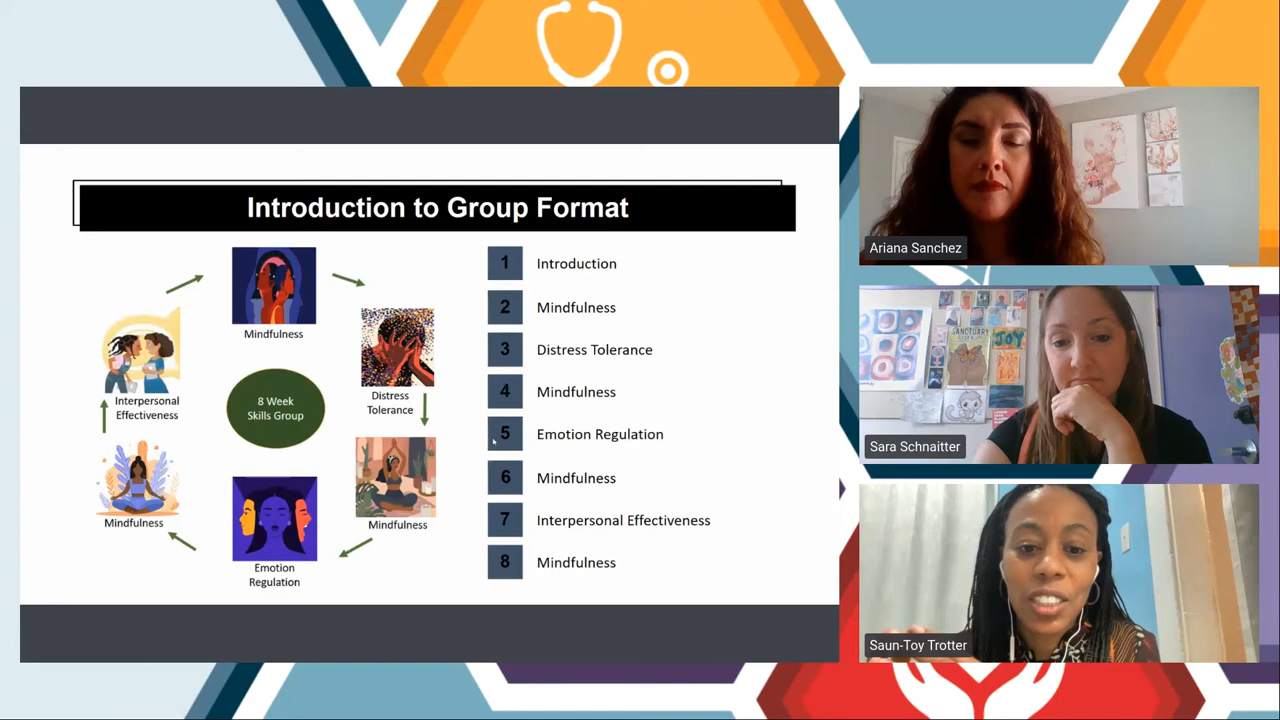 Introduction to Group Format
Mindfulness
Distress
Tolerance
Mindfulness
Emotion
Regulation
Mindfulness
Interpersonal
Effectiveness
8 Week
Skills Group
1 Introduction
2 Mindfulness
3 Distress Tolerance
4 Mindfulness
5 Emotion Regulation
6 Mindfulness
7 Interpersonal Effectiveness
8 Mindfulness
Ariana Sanchez
SANCTUARY
JOY
Sara Schnaitter
Saun-Toy Trotter